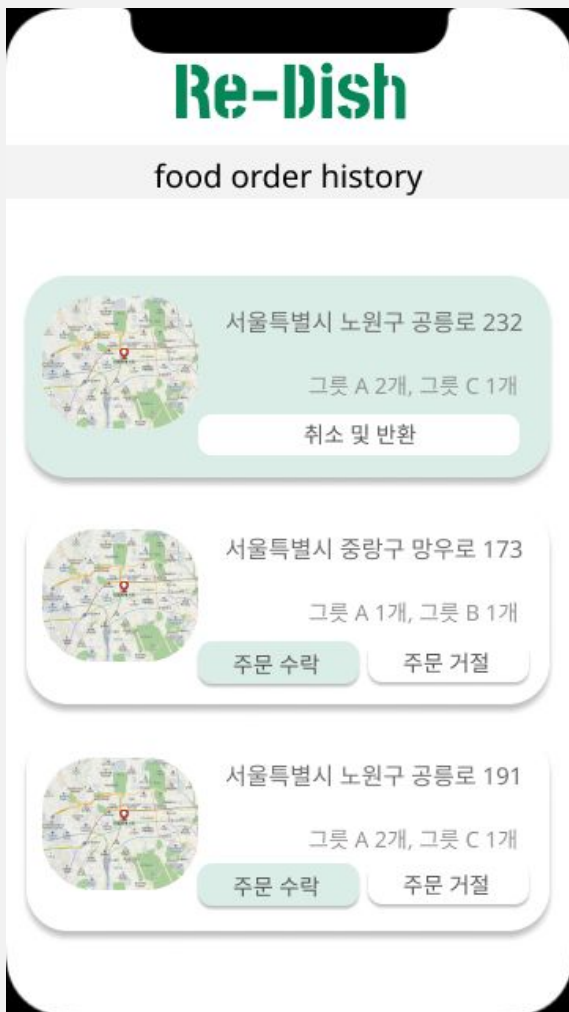 Re-Dish
food order history
서울특별시 노원구 공릉로 232
그릇 A 2개, 그릇 C 1개
취소 및 반환
서울특별시 중랑구 망우로 173
그릇 A 1개, 그릇 B 1개
주문 수락
주문 거절
서울특별시 노원구 공릉로 191
그릇 A 2개, 그릇 C 1개
주문 수락
주문 거절